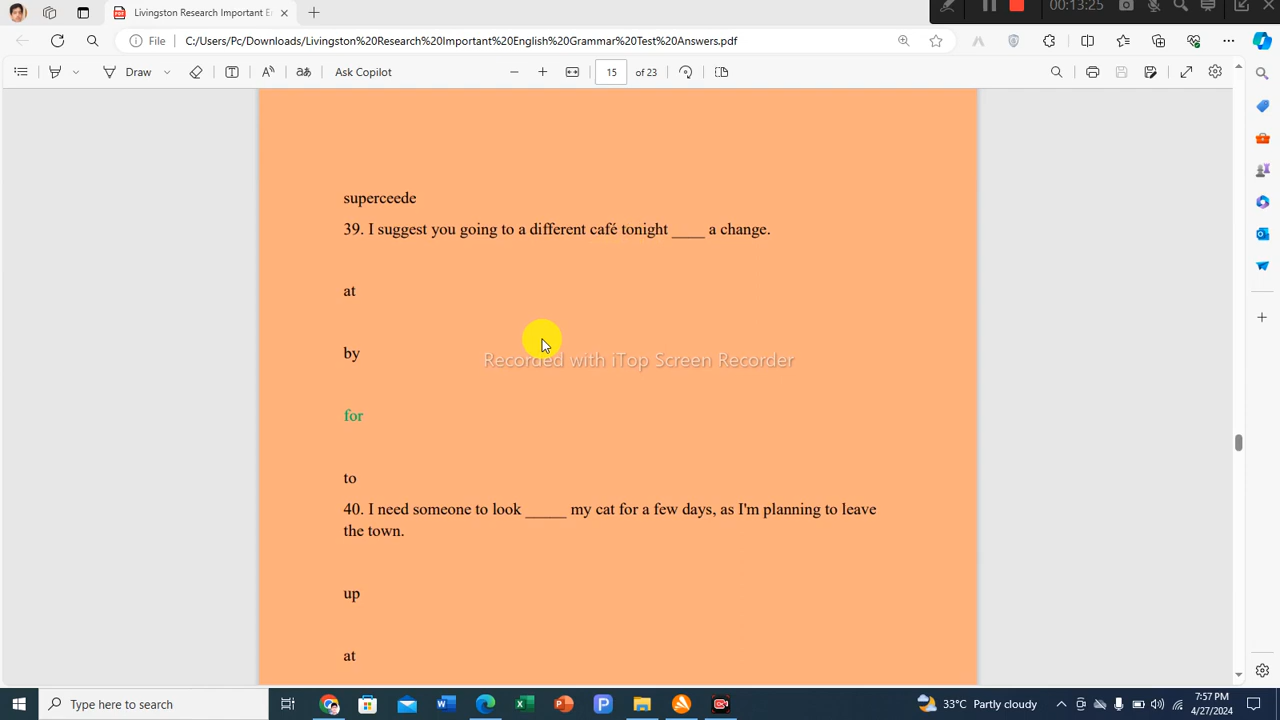 Livingston Research Important Er
00:13:25
File
C:/Users/Pc/Downloads/Livingston%20Research%20Important%20English%20Grammar%20Test%20Answers.pdf
Draw
Ask Copilot
15 of 23
superceede
39. I suggest you going to a different café tonight ____ a change.
at
by
Recorded with iTop Screen Recorder
for
to
40. I need someone to look _____ my cat for a few days, as I'm planning to leave
the town.
up
at
Type here to search
33°C Partly cloudy
7:57 PM
4/27/2024